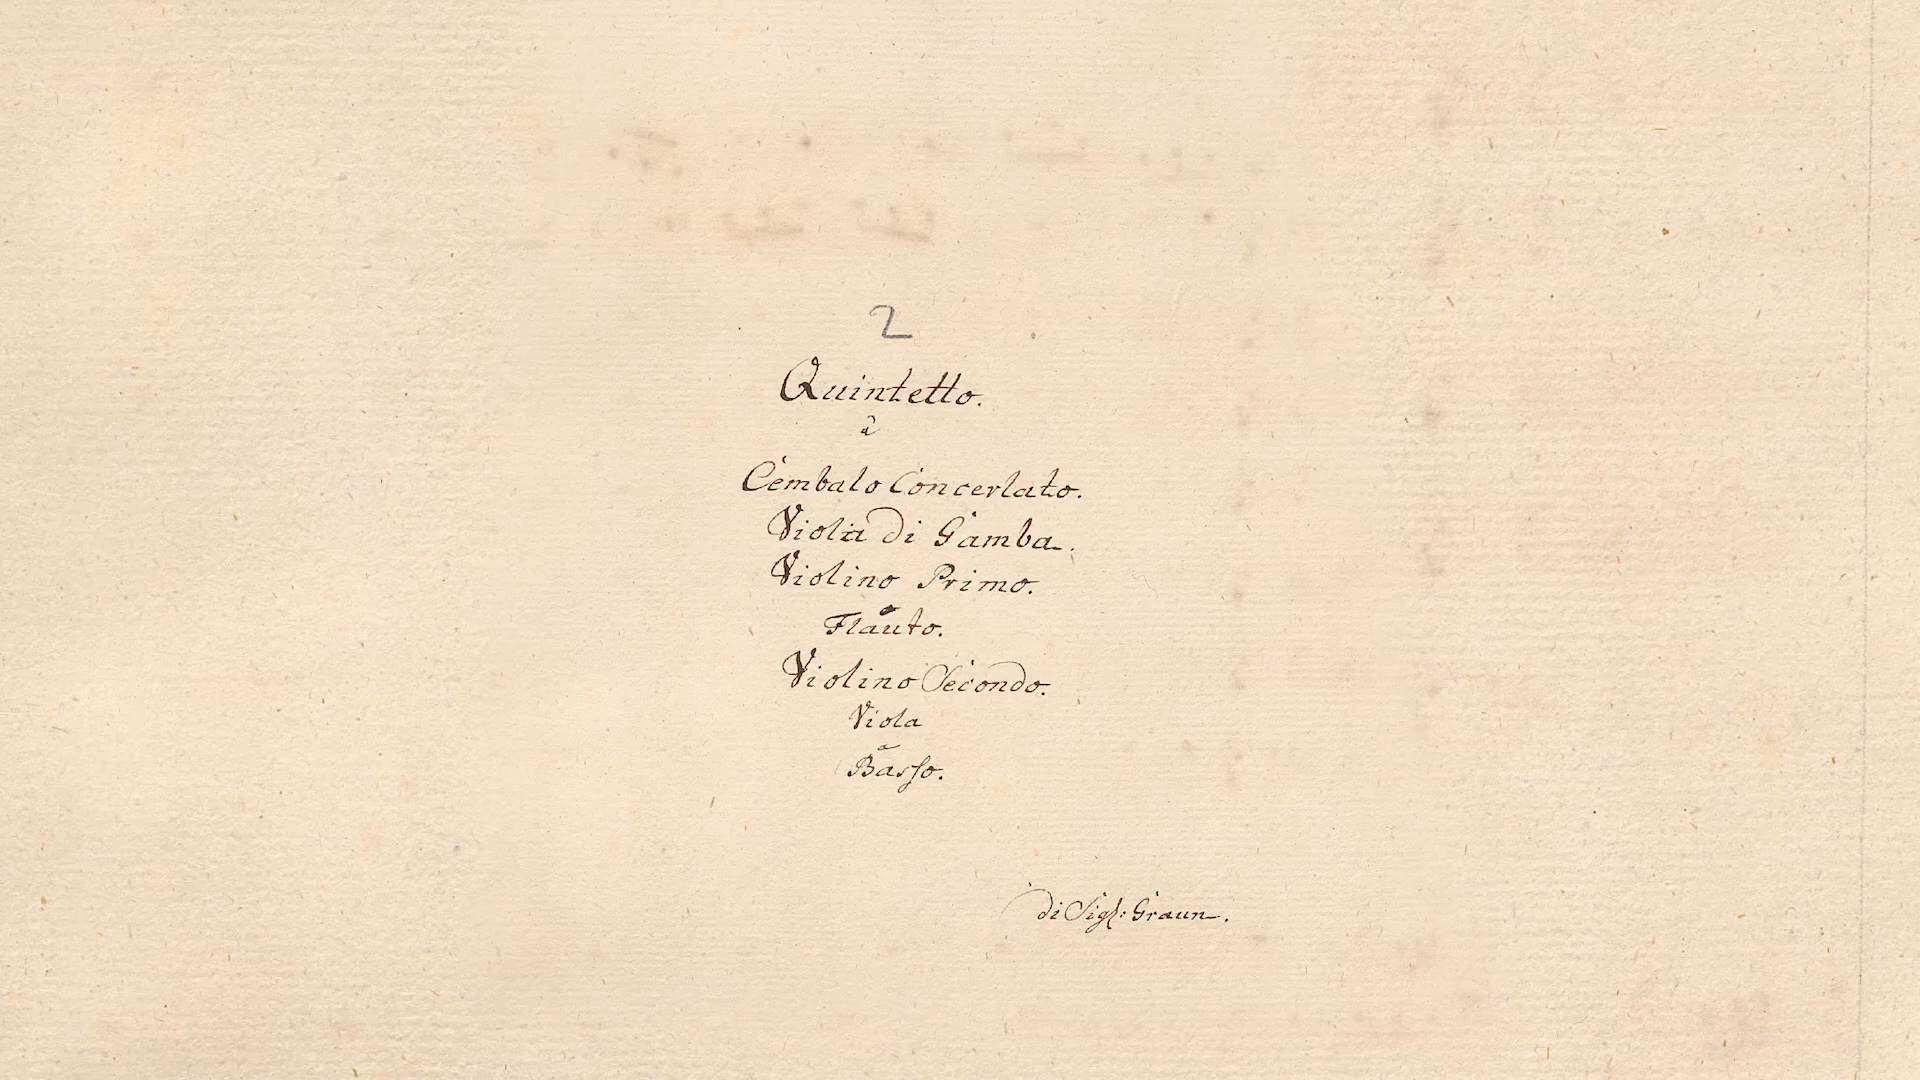 2
Quintetto.
â
Cembalo Concertato.
Viola di Gamba.
Violino Primo.
o
Flauto.
Violino Secondo.
Viola
e
Basso.
di Sigl: Graun.